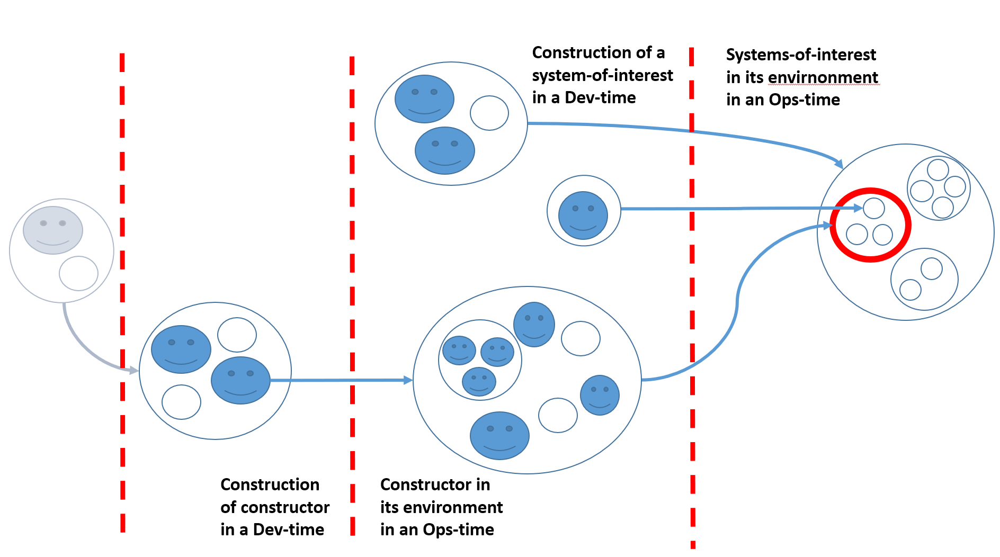 Construction of a
system-of-interest
in a Dev-time
Systems-of-interest
in its envirnonment
in an Ops-time
Construction
of constructor
in a Dev-time
Constructor in
its environment
in an Ops-time